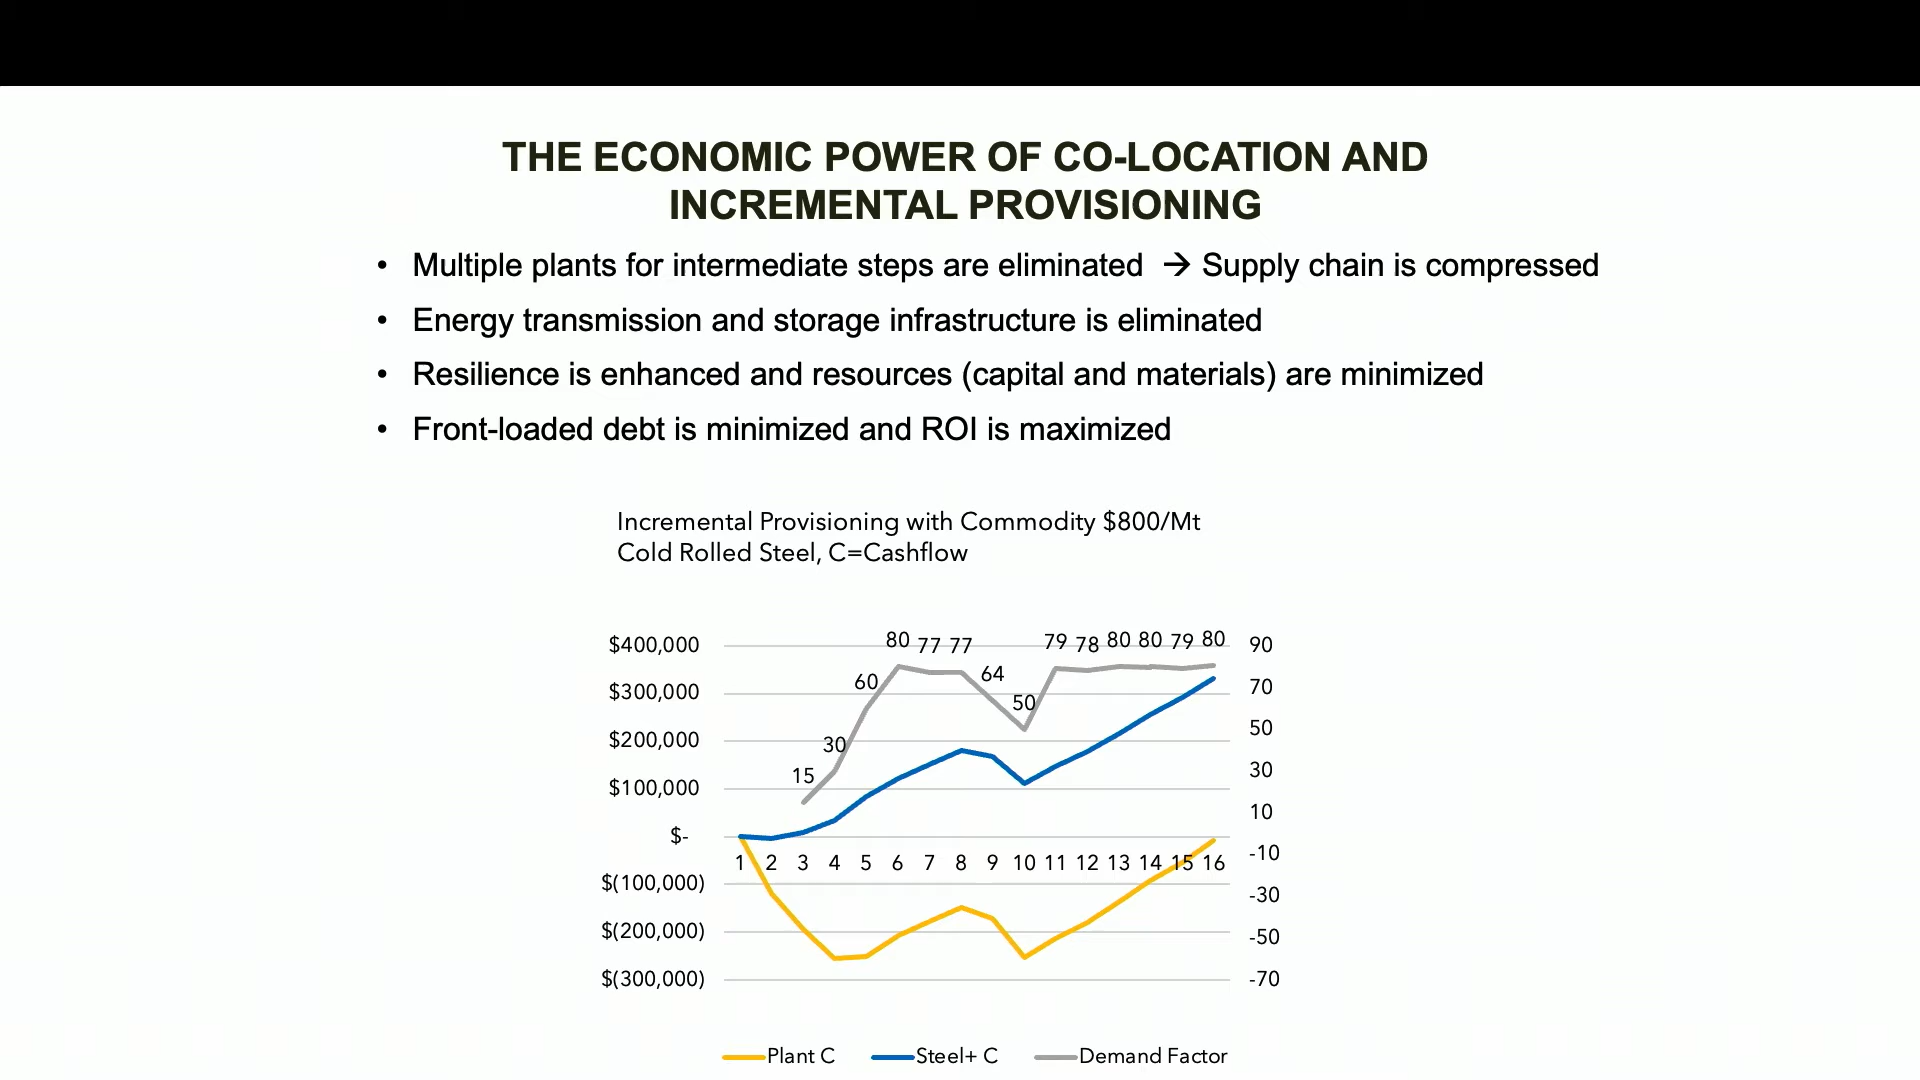 THE ECONOMIC POWER OF CO-LOCATION AND
INCREMENTAL PROVISIONING
• Multiple plants for intermediate steps are eliminated → Supply chain is compressed
• Energy transmission and storage infrastructure is eliminated
• Resilience is enhanced and resources (capital and materials) are minimized
• Front-loaded debt is minimized and ROI is maximized
Incremental Provisioning with Commodity $800/Mt
Cold Rolled Steel, C=Cashflow
$400,000
$300,000
$200,000
$100,000
$-
$(100,000)
$(200,000)
$(300,000)
15 30 60 80 77 77 64 50 79 78 80 80 79 80
1 2 3 4 5 6 7 8 9 10 11 12 13 14 15 16
90
70
50
30
10
-10
-30
-50
-70
Plant C Steel+ C Demand Factor